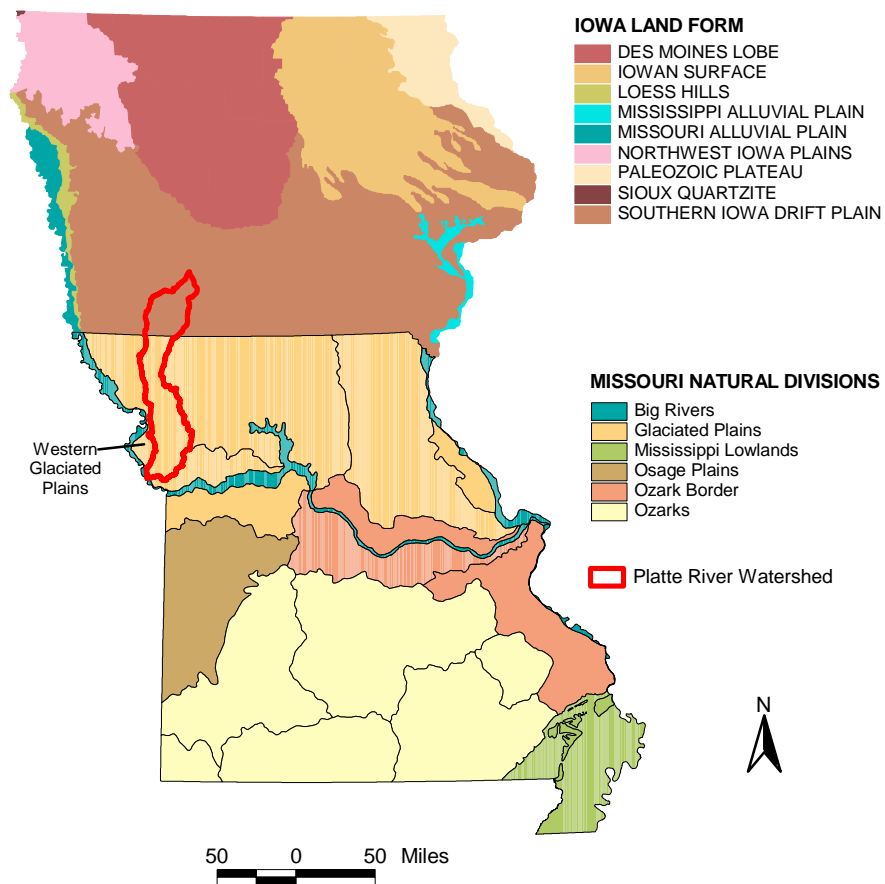 IOWA LAND FORM
DES MOINES LOBE
IOWAN SURFACE
LOESS HILLS
MISSISSIPPI ALLUVIAL PLAIN
MISSOURI ALLUVIAL PLAIN
NORTHWEST IOWA PLAINS
PALEOZOIC PLATEAU
SIOUX QUARTZITE
SOUTHERN IOWA DRIFT PLAIN
MISSOURI NATURAL DIVISIONS
Big Rivers
Glaciated Plains
Mississippi Lowlands
Osage Plains
Ozark Border
Ozarks
Platte River Watershed
Western
Glaciated
Plains
N
50 0 50 Miles